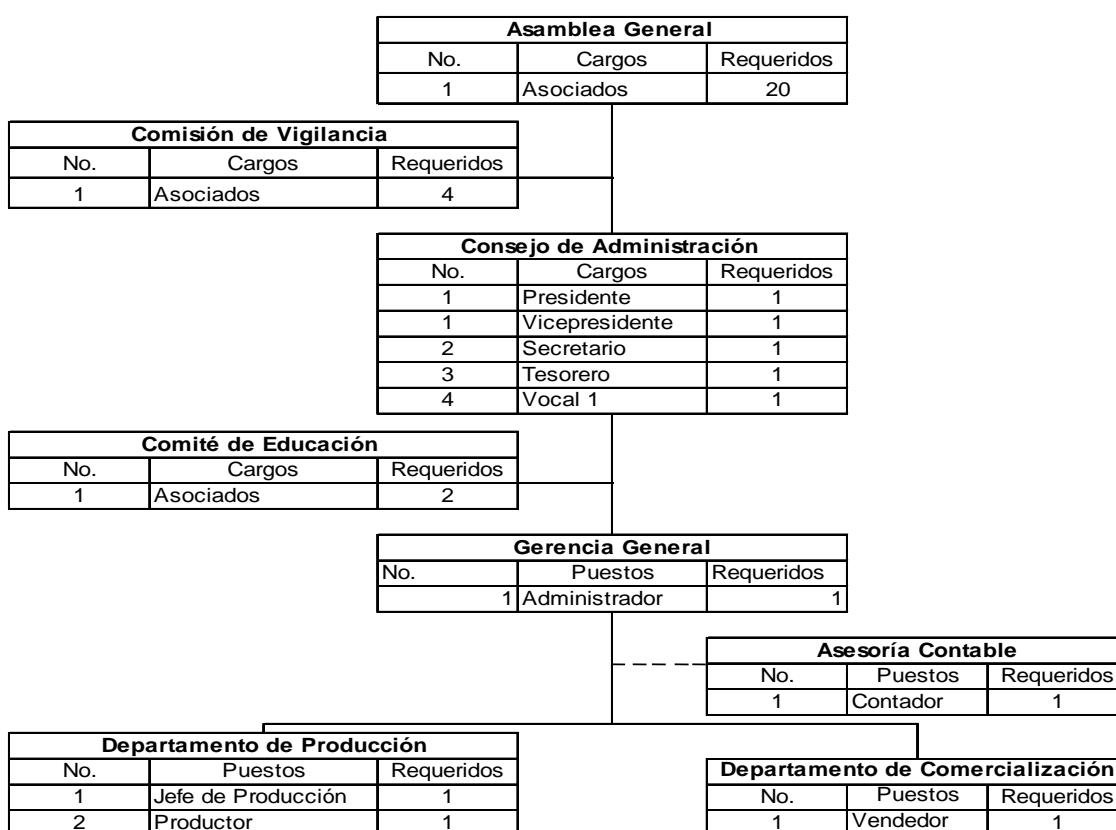 Asamblea General
No. Cargos Requeridos
1 Asociados 20
Comisión de Vigilancia
No. Cargos Requeridos
1 Asociados 4
Consejo de Administración
No. Cargos Requeridos
1 Presidente 1
1 Vicepresidente 1
2 Secretario 1
3 Tesorero 1
4 Vocal 1 1
Comité de Educación
No. Cargos Requeridos
1 Asociados 2
Gerencia General
No. Puestos Requeridos
1 Administrador 1
Asesoría Contable
No. Puestos Requeridos
1 Contador 1
Departamento de Producción
No. Puestos Requeridos
1 Jefe de Producción 1
2 Productor 1
Departamento de Comercialización
No. Puestos Requeridos
1 Vendedor 1